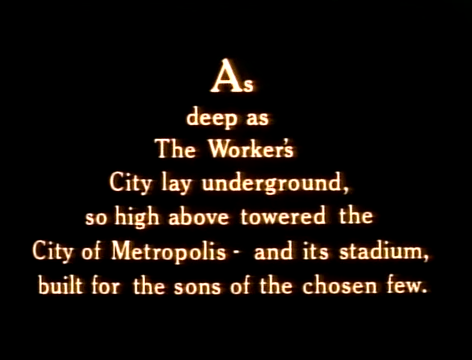 As
deep as
The Worker's
City lay underground,
so high above towered the
City of Metropolis - and its stadium,
built for the sons of the chosen few.